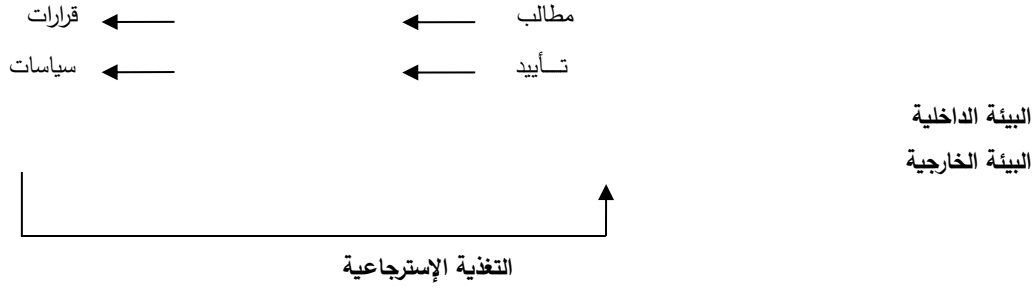 مطالب قرارات
تـــأييد سياسات
البيئة الداخلية
البيئة الخارجية
التغذية الإسترجاعية